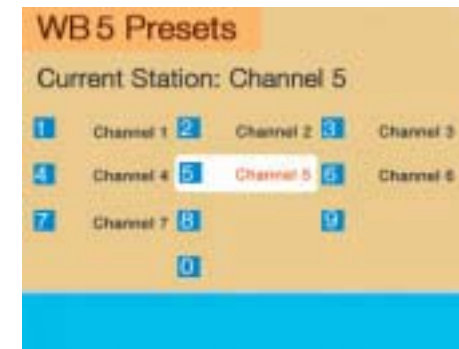 WB 5 Presets
Current Station: Channel 5
1 Channel 1 2 Channel 2 3 Channel 3
4 Channel 4 5 Channel 5 6 Channel 6
7 Channel 7 8 9
0